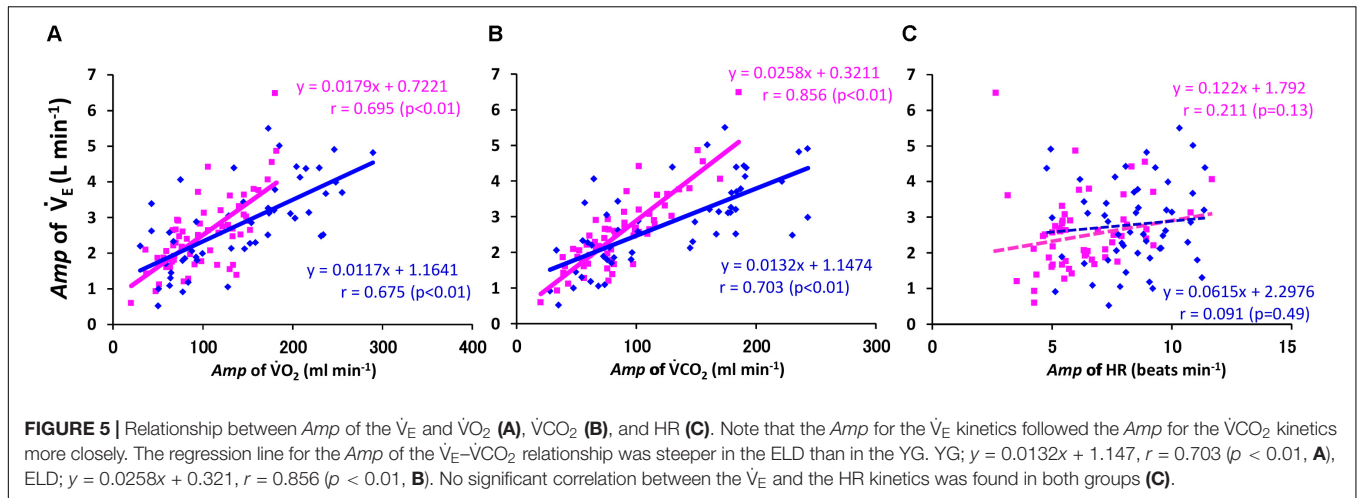 A
B
C
y = 0.0179x + 0.7221
r = 0.695 (p<0.01)
y = 0.0117x + 1.1641
r = 0.675 (p<0.01)
Amp of V̇E (L min-1)
7
6
5
4
3
2
1
0
0 100 200 300 400
Amp of V̇O2 (ml min-1)
y = 0.0258x + 0.3211
r = 0.856 (p<0.01)
y = 0.0132x + 1.1474
r = 0.703 (p<0.01)
7
6
5
4
3
2
1
0
0 100 200 300
Amp of V̇CO2 (ml min-1)
y = 0.122x + 1.792
r = 0.211 (p=0.13)
y = 0.0615x + 2.2976
r = 0.091 (p=0.49)
7
6
5
4
3
2
1
0
0 5 10 15
Amp of HR (beats min-1)
FIGURE 5 | Relationship between Amp of the V̇E and V̇O2 (A), V̇CO2 (B), and HR (C). Note that the Amp for the V̇E kinetics followed the Amp for the V̇CO2 kinetics
more closely. The regression line for the Amp of the V̇E–V̇CO2 relationship was steeper in the ELD than in the YG. YG; y = 0.0132x + 1.147, r = 0.703 (p < 0.01, A),
ELD; y = 0.0258x + 0.321, r = 0.856 (p < 0.01, B). No significant correlation between the V̇E and the HR kinetics was found in both groups (C).